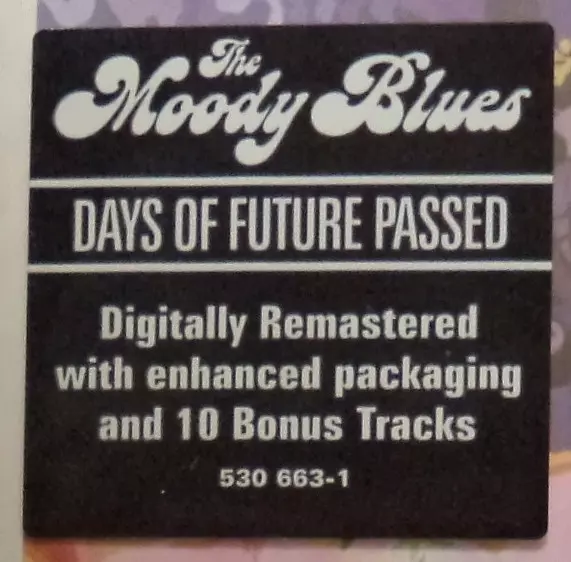 The
Moody Blues
DAYS OF FUTURE PASSED
Digitally Remastered
with enhanced packaging
and 10 Bonus Tracks
530 663-1